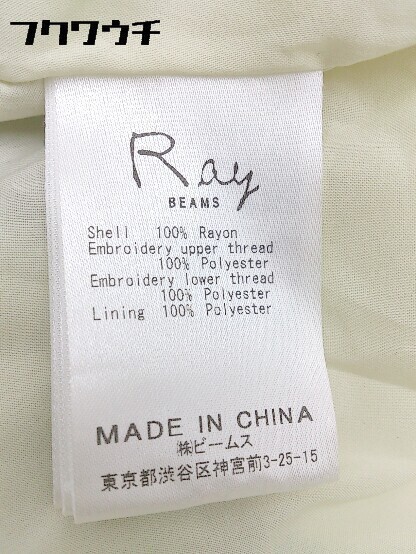 フクワウチ
Ray
BEAMS
Shell 100% Rayon
Embroidery upper thread
100% Polyester
Embroidery lower thread
100% Polyester
Lining 100% Polyester
MADE IN CHINA
㈱ビームス
東京都渋谷区神宮前3-25-15